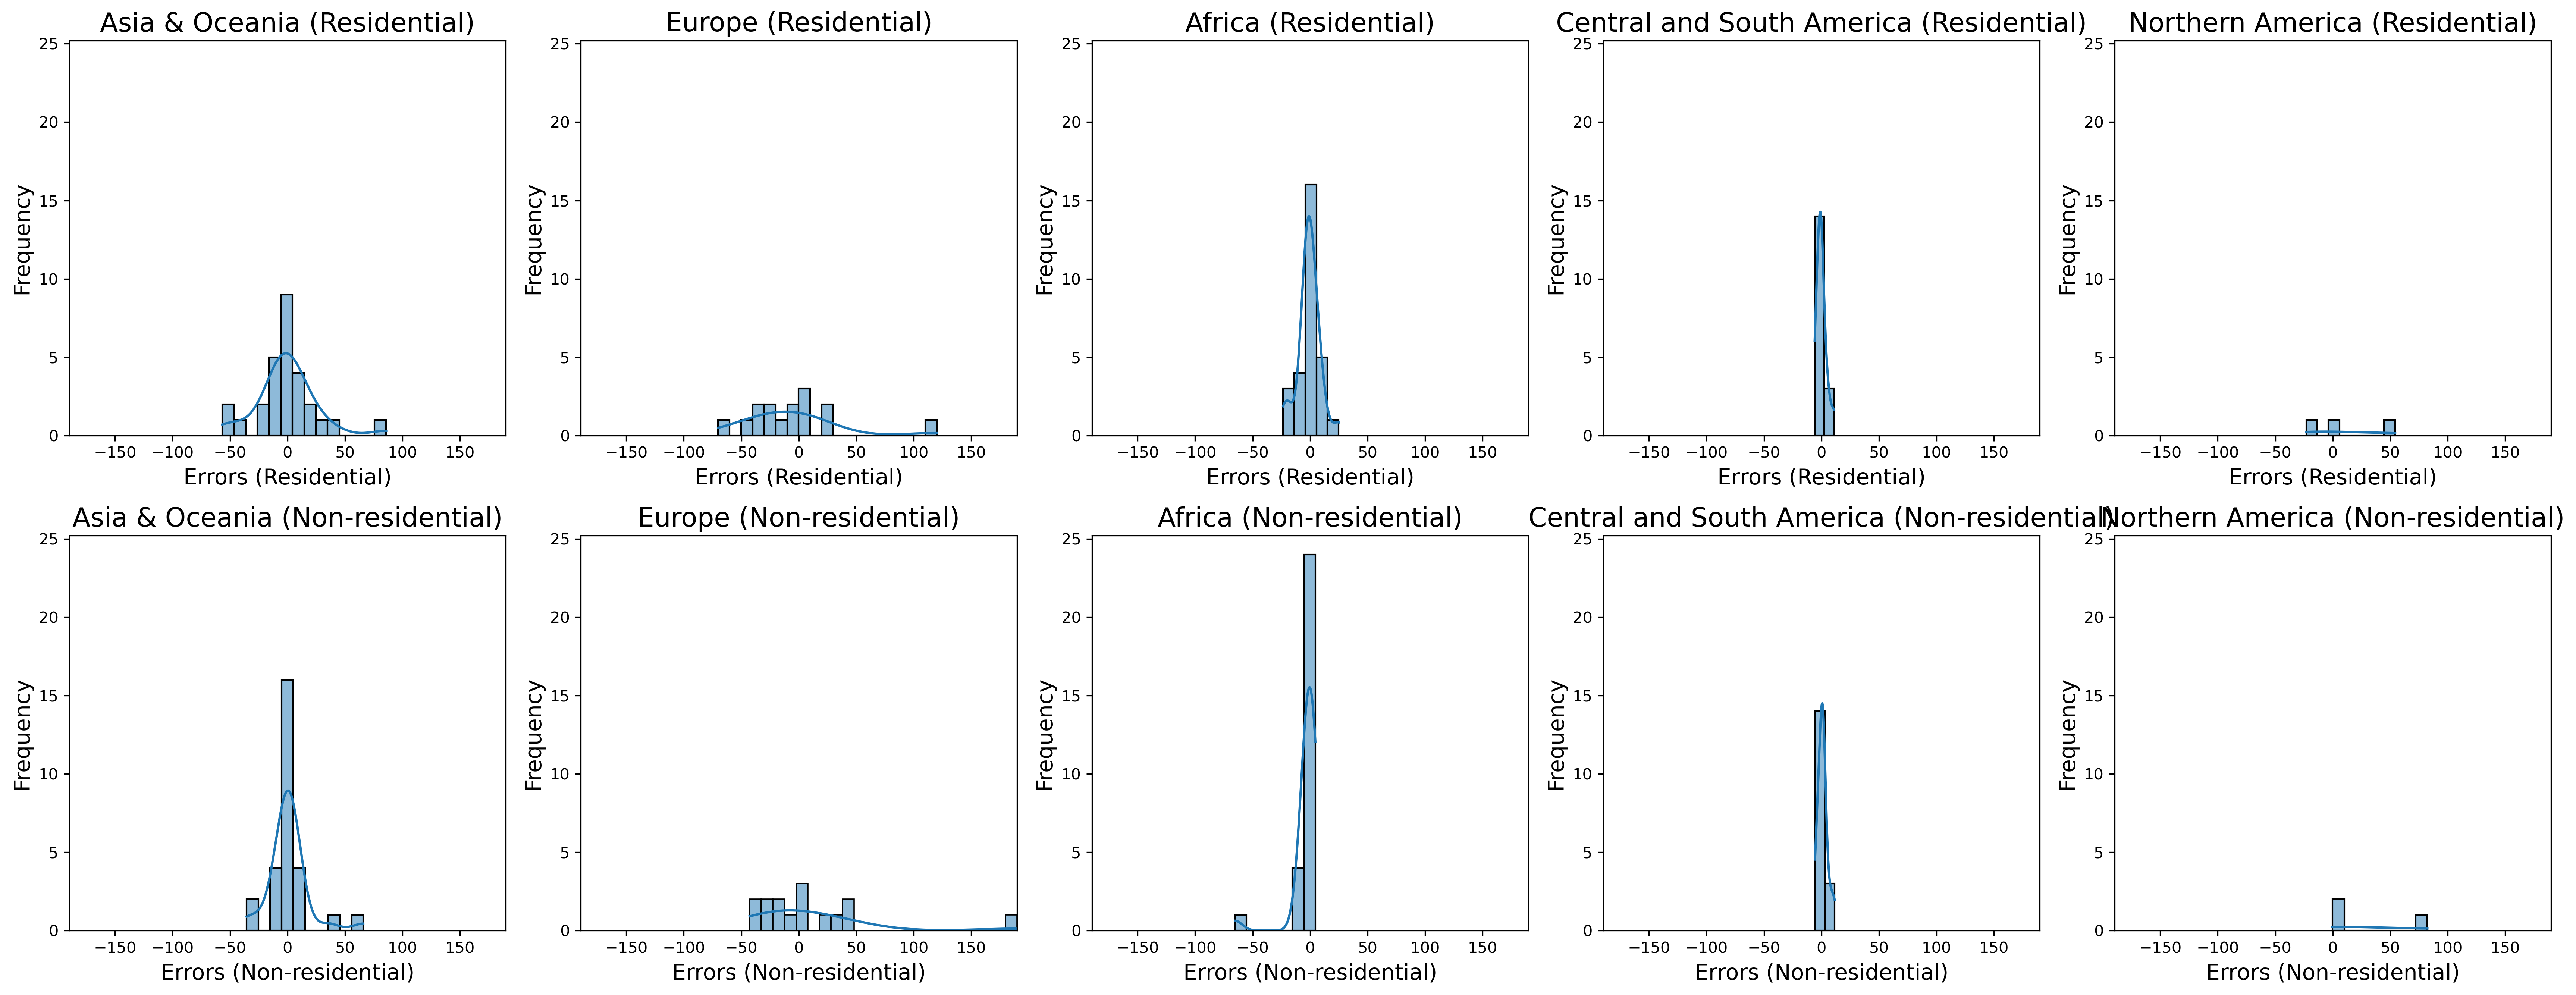 Asia & Oceania (Residential)
25
20
15
10
5
0
Frequency
−150 −100 −50 0 50 100 150
Errors (Residential)
Europe (Residential)
25
20
15
10
5
0
Frequency
−150 −100 −50 0 50 100 150
Errors (Residential)
Africa (Residential)
25
20
15
10
5
0
Frequency
−150 −100 −50 0 50 100 150
Errors (Residential)
Central and South America (Residential)
25
20
15
10
5
0
Frequency
−150 −100 −50 0 50 100 150
Errors (Residential)
Northern America (Residential)
25
20
15
10
5
0
Frequency
−150 −100 −50 0 50 100 150
Errors (Residential)
Asia & Oceania (Non-residential)
25
20
15
10
5
0
Frequency
−150 −100 −50 0 50 100 150
Errors (Non-residential)
Europe (Non-residential)
25
20
15
10
5
0
Frequency
−150 −100 −50 0 50 100 150
Errors (Non-residential)
Africa (Non-residential)
25
20
15
10
5
0
Frequency
−150 −100 −50 0 50 100 150
Errors (Non-residential)
Central and South America (Non-residential)
25
20
15
10
5
0
Frequency
−150 −100 −50 0 50 100 150
Errors (Non-residential)
Northern America (Non-residential)
25
20
15
10
5
0
Frequency
−150 −100 −50 0 50 100 150
Errors (Non-residential)